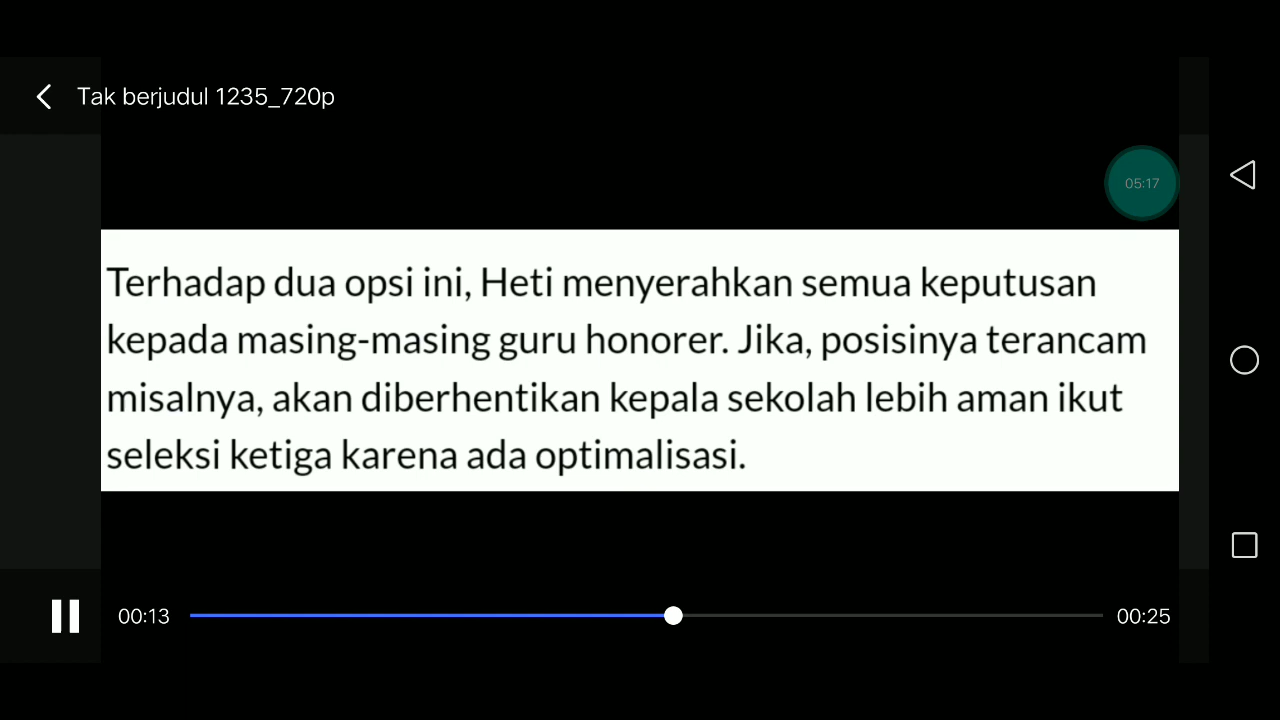 Tak berjudul 1235_720p
05:17
Terhadap dua opsi ini, Heti menyerahkan semua keputusan
kepada masing-masing guru honorer. Jika, posisinya terancam
misalnya, akan diberhentikan kepala sekolah lebih aman ikut
seleksi ketiga karena ada optimalisasi.
00:13
00:25